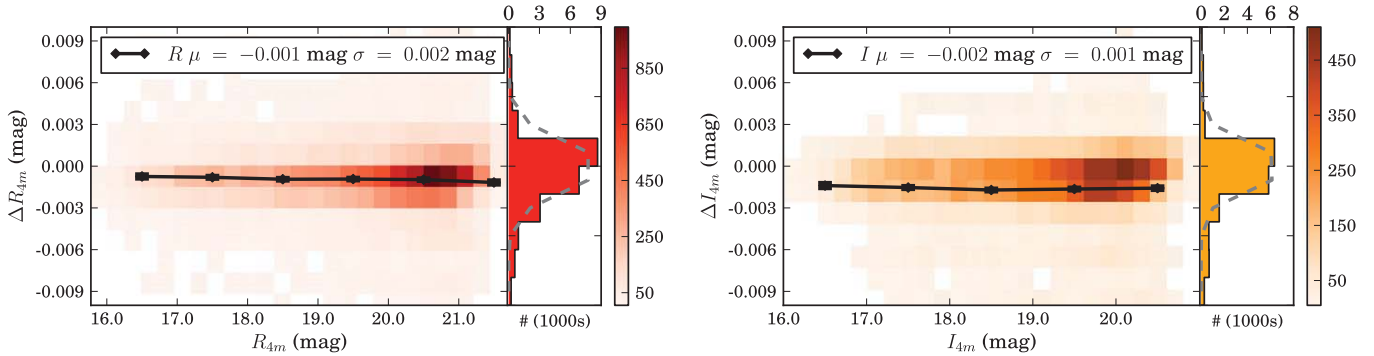 0 3 6 9
0.009
0.006
0.003
0.000
-0.003
-0.006
-0.009
R μ = −0.001 mag σ = 0.002 mag
ΔR4m (mag)
16.0 17.0 18.0 19.0 20.0 21.0
R4m (mag)
# (1000s)
850
650
450
250
50
0 2 4 6 8
0.009
0.006
0.003
0.000
-0.003
-0.006
-0.009
I μ = −0.002 mag σ = 0.001 mag
ΔI4m (mag)
16.0 17.0 18.0 19.0 20.0
I4m (mag)
# (1000s)
450
350
250
150
50